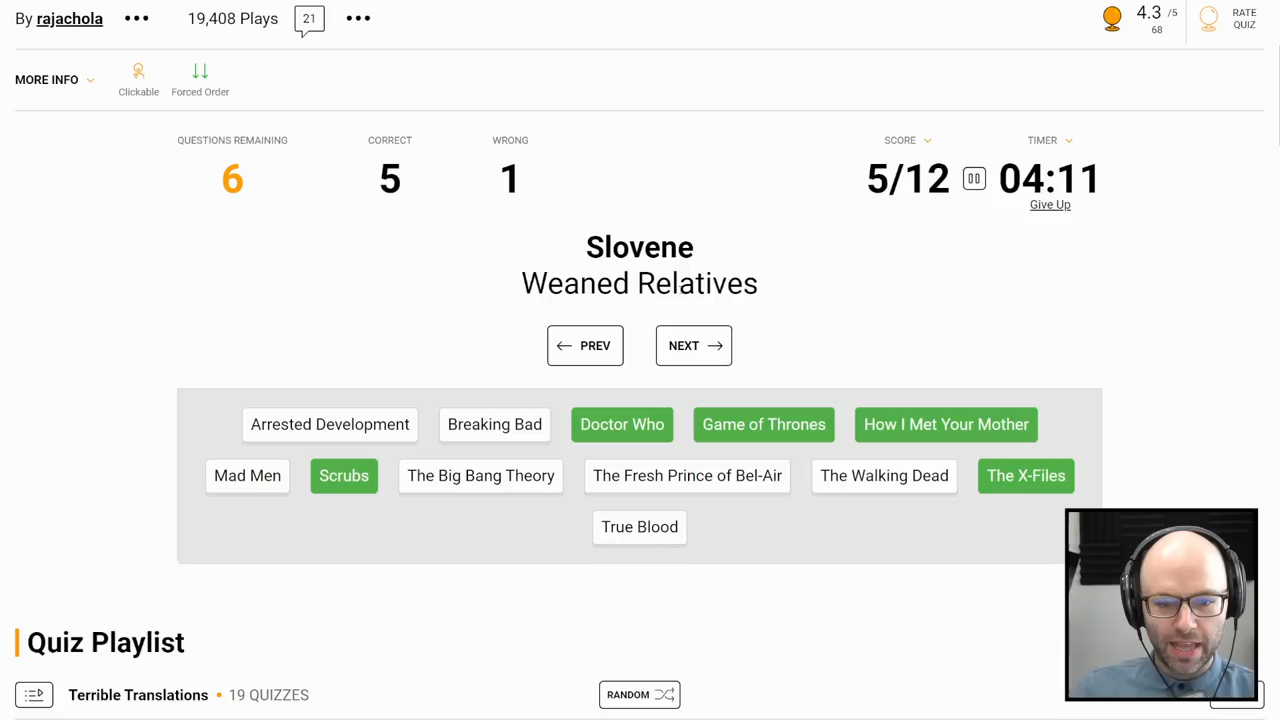 By rajachola ••• 19,408 Plays 21 •••
4.3 /5
68
RATE
QUIZ
MORE INFO
Clickable
Forced Order
QUESTIONS REMAINING CORRECT WRONG SCORE TIMER
6 5 1 5/12 04:11
Give Up
Slovene
Weaned Relatives
PREV NEXT
Arrested Development Breaking Bad Doctor Who Game of Thrones How I Met Your Mother
Mad Men Scrubs The Big Bang Theory The Fresh Prince of Bel-Air The Walking Dead The X-Files
True Blood
Quiz Playlist
Terrible Translations • 19 QUIZZES RANDOM